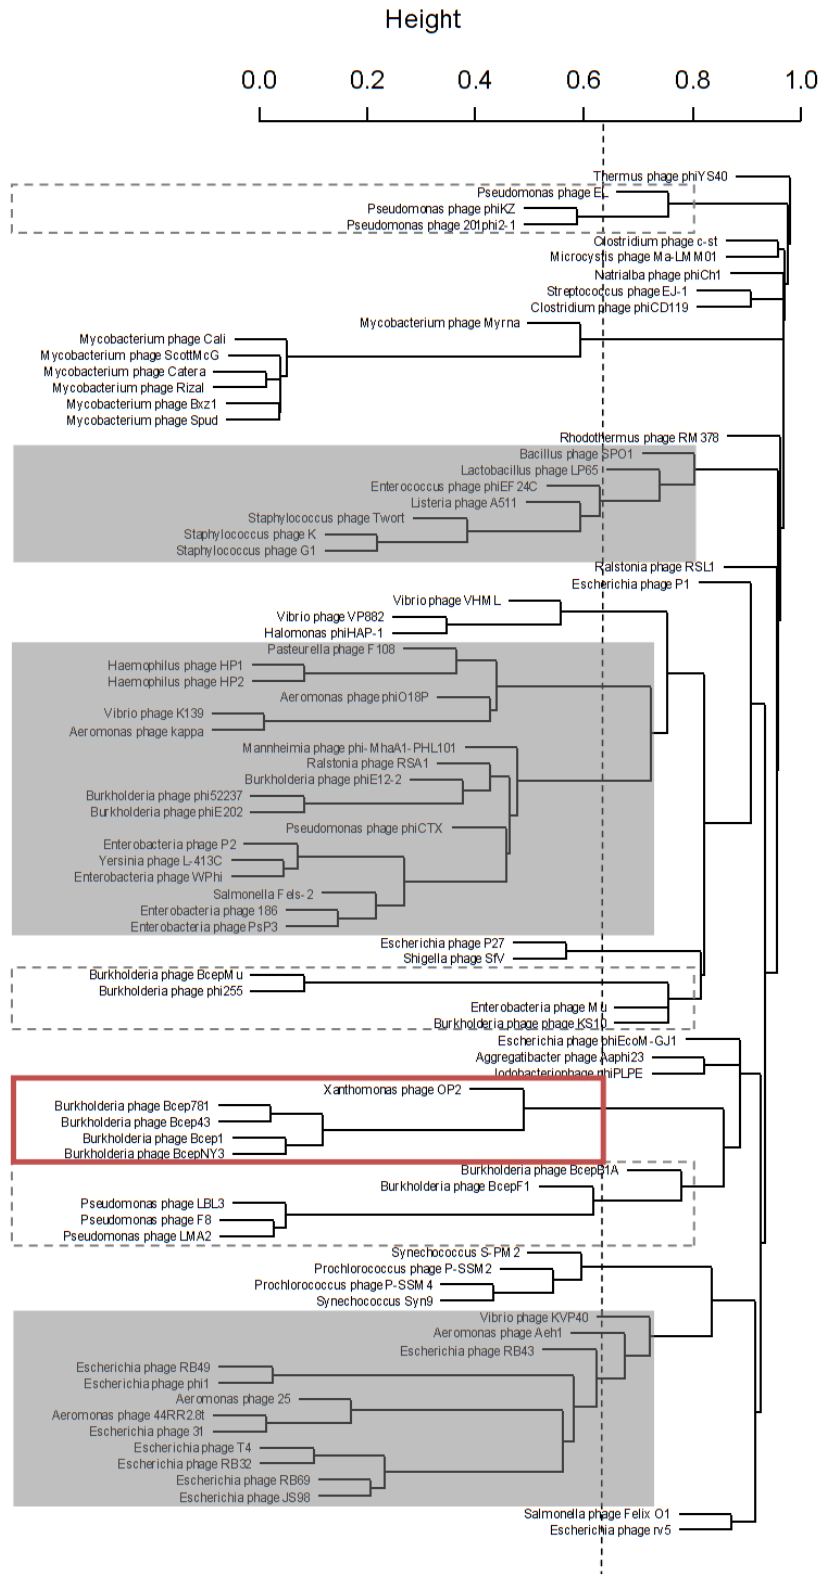 Height
0.0 0.2 0.4 0.6 0.8 1.0
Thermus phage phiYS40
Pseudomonas phage EL
Pseudomonas phage phiKZ
Pseudomonas phage 201phi2-1
Clostridium phage c-st
Microcystis phage Ma-LMM01
Natrialba phage phiCh1
Streptococcus phage EJ-1
Clostridium phage phiCD119
Mycobacterium phage Myrna
Mycobacterium phage Cali
Mycobacterium phage ScottMcG
Mycobacterium phage Catera
Mycobacterium phage Rizal
Mycobacterium phage Bxz1
Mycobacterium phage Spud
Rhodothermus phage RM378
Bacillus phage SPO1
Lactobacillus phage LP65
Enterococcus phage phiEF24C
Listeria phage A511
Staphylococcus phage Twort
Staphylococcus phage K
Staphylococcus phage G1
Ralstonia phage RSL1
Escherichia phage P1
Vibrio phage VHML
Vibrio phage VP882
Halomonas phiHAP-1
Pasteurella phage F108
Haemophilus phage HP1
Haemophilus phage HP2
Aeromonas phage phiO18P
Vibrio phage K139
Aeromonas phage kappa
Mannheimia phage phi-MhaA1-PHL101
Ralstonia phage RSA1
Burkholderia phage phiE12-2
Burkholderia phage phi52237
Burkholderia phage phiE202
Pseudomonas phage phiCTX
Enterobacteria phage P2
Yersinia phage L-413C
Enterobacteria phage WPhi
Salmonella Fels-2
Enterobacteria phage 186
Enterobacteria phage PsP3
Escherichia phage P27
Shigella phage SfV
Burkholderia phage BcepMu
Burkholderia phage phi255
Enterobacteria phage Mu
Burkholderia phage phage KS10
Escherichia phage phiEcoM-GJ1
Aggregatibacter phage Aaphi23
Iodobacteriophage phiPLPE
Xanthomonas phage OP2
Burkholderia phage Bcep781
Burkholderia phage Bcep43
Burkholderia phage Bcep1
Burkholderia phage BcepNY3
Burkholderia phage BcepB1A
Burkholderia phage BcepF1
Pseudomonas phage LBL3
Pseudomonas phage F8
Pseudomonas phage LMA2
Synechococcus S-PM2
Prochlorococcus phage P-SSM2
Prochlorococcus phage P-SSM4
Synechococcus Syn9
Vibrio phage KVP40
Aeromonas phage Aeh1
Escherichia phage RB43
Escherichia phage RB49
Escherichia phage phi1
Aeromonas phage 25
Aeromonas phage 44RR2.8t
Escherichia phage 31
Escherichia phage T4
Escherichia phage RB32
Escherichia phage RB69
Escherichia phage JS98
Salmonella phage Felix O1
Escherichia phage rv5